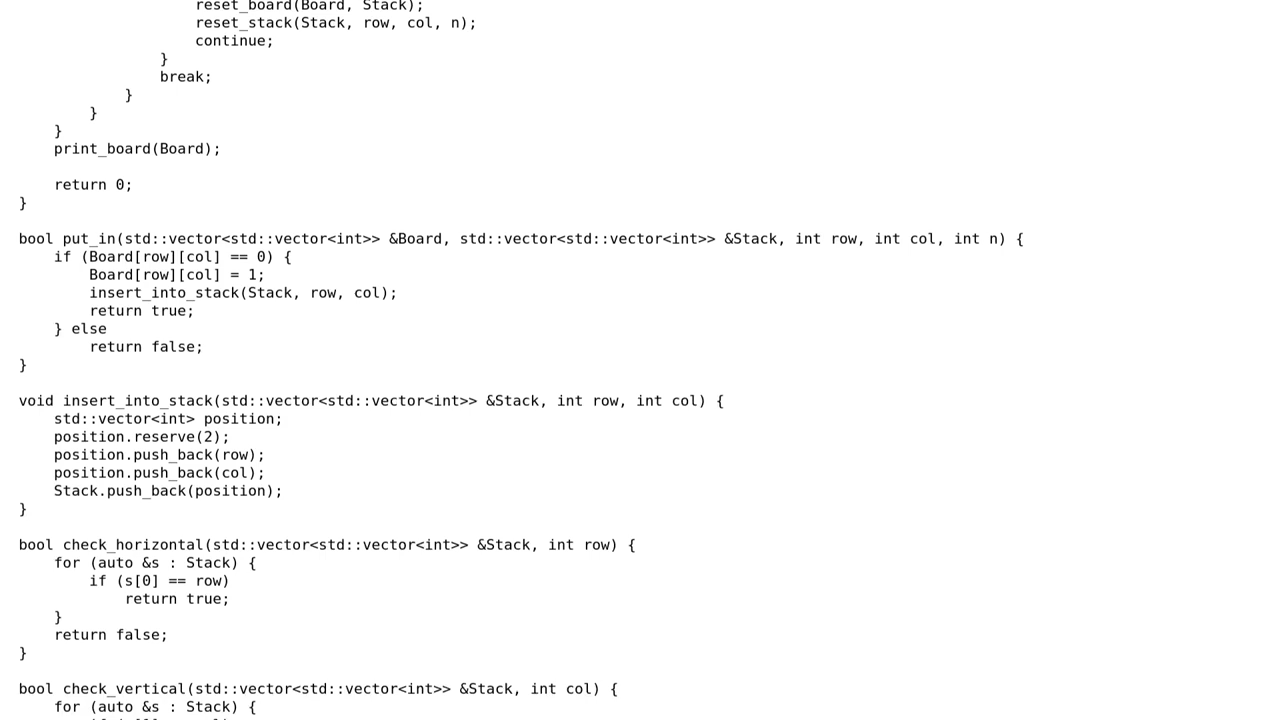 reset_board(Board, Stack);
                    reset_stack(Stack, row, col, n);
                    continue;
                }
                break;
            }
        }
    }
    print_board(Board);

    return 0;
}

bool put_in(std::vector<std::vector<int>> &Board, std::vector<std::vector<int>> &Stack, int row, int col, int n) {
    if (Board[row][col] == 0) {
        Board[row][col] = 1;
        insert_into_stack(Stack, row, col);
        return true;
    } else
        return false;
}

void insert_into_stack(std::vector<std::vector<int>> &Stack, int row, int col) {
    std::vector<int> position;
    position.reserve(2);
    position.push_back(row);
    position.push_back(col);
    Stack.push_back(position);
}

bool check_horizontal(std::vector<std::vector<int>> &Stack, int row) {
    for (auto &s : Stack) {
        if (s[0] == row)
            return true;
    }
    return false;
}

bool check_vertical(std::vector<std::vector<int>> &Stack, int col) {
    for (auto &s : Stack) {